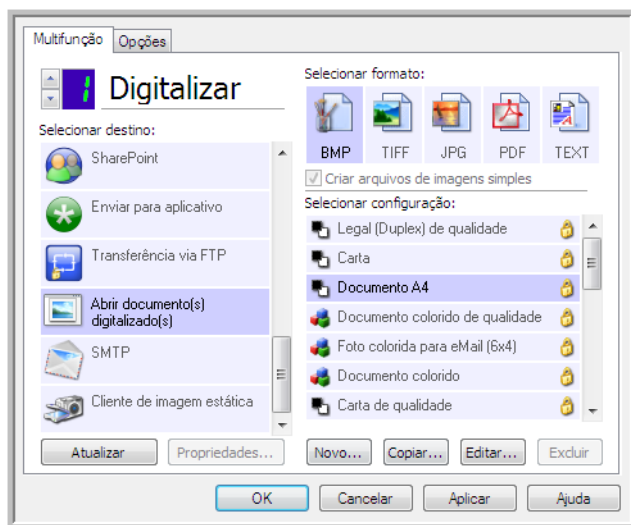 Multifunção
Opções
1
Digitalizar
Selecionar destino:
SharePoint
Enviar para aplicativo
Transferência via FTP
Abrir documento(s)
digitalizado(s)
SMTP
Cliente de imagem estática
Atualizar
Propriedades...
Selecionar formato:
BMP
TIFF
JPG
PDF
TEXT
Criar arquivos de imagens simples
Selecionar configuração:
Legal (Duplex) de qualidade
Carta
Documento A4
Documento colorido de qualidade
Foto colorida para eMail (6x4)
Documento colorido
Carta de qualidade
Novo...
Copiar...
Editar...
Excluir
OK
Cancelar
Aplicar
Ajuda